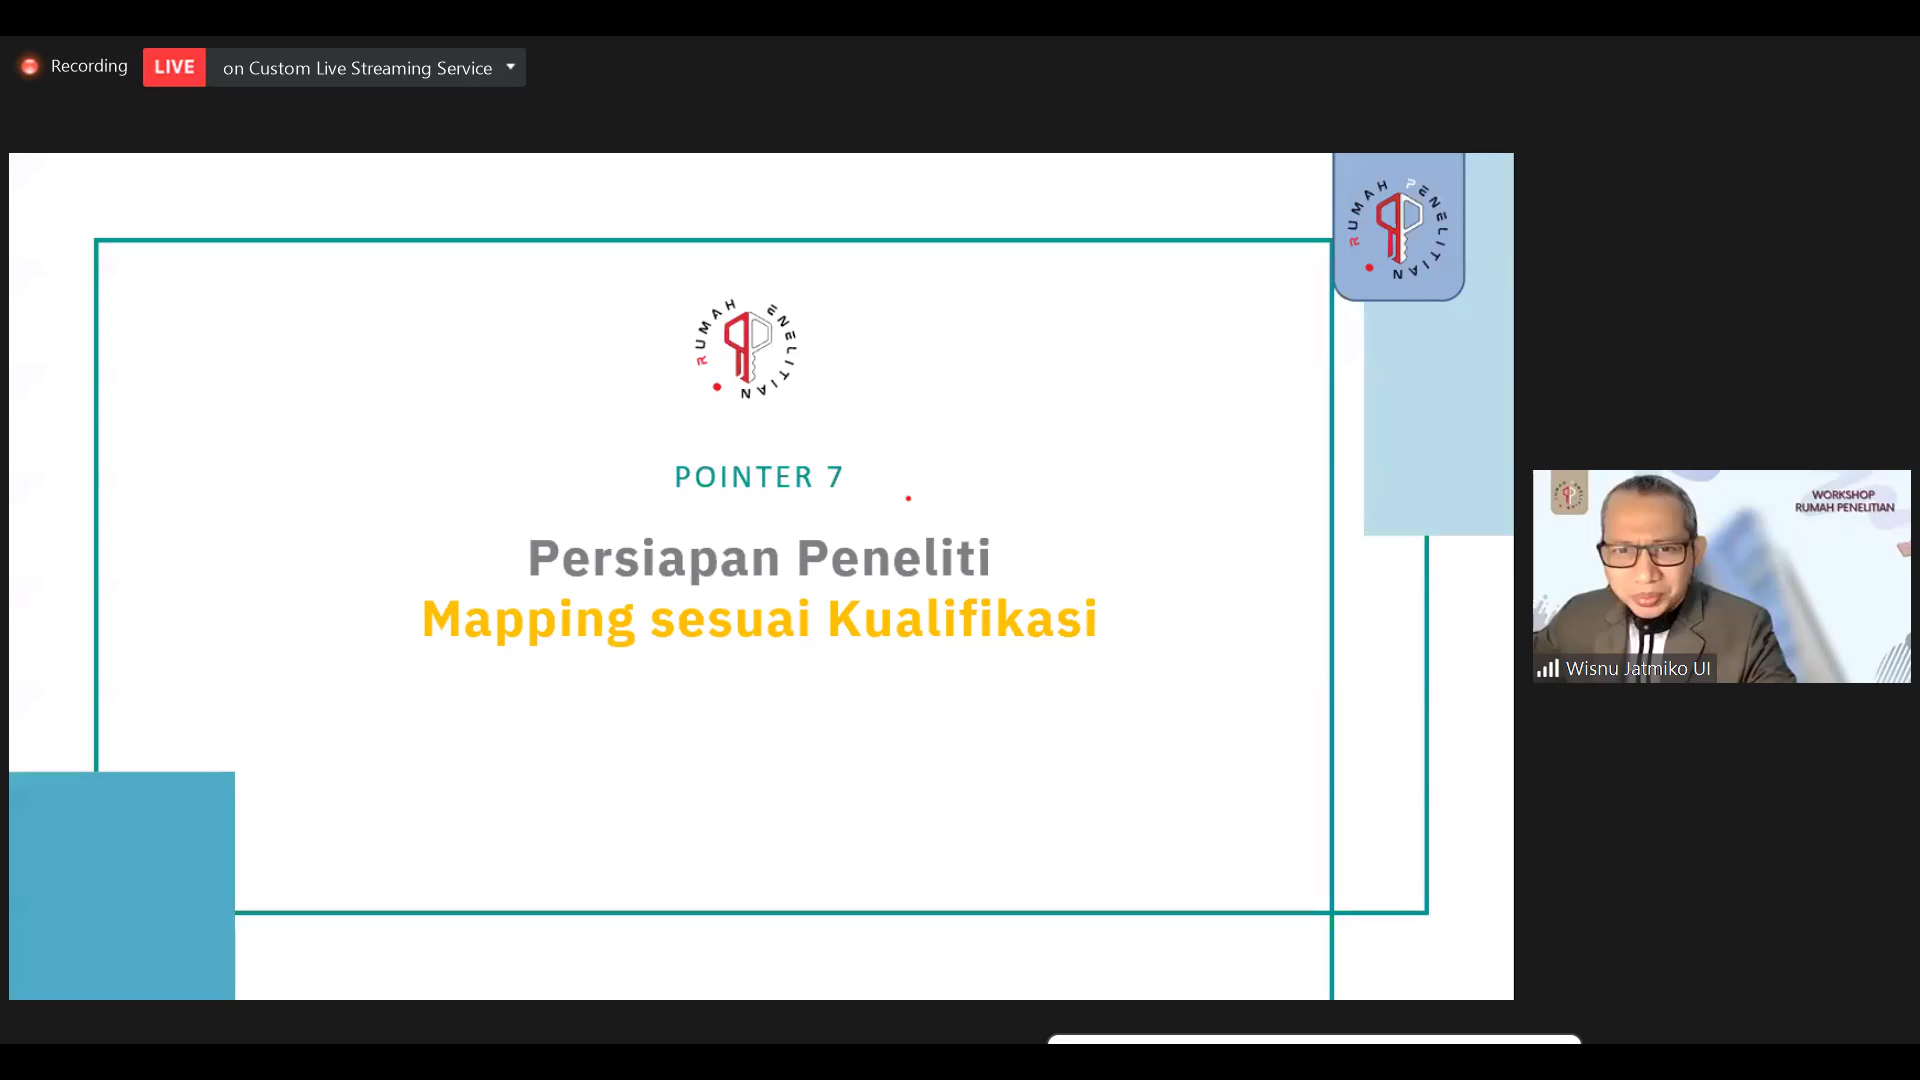 Recording
LIVE
on Custom Live Streaming Service
RUMAH PENELITIAN
RUMAH ENELITIAN
POINTER 7
Persiapan Peneliti
Mapping sesuai Kualifikasi
WORKSHOP
RUMAH PENELITIAN
Wisnu Jatmiko UI